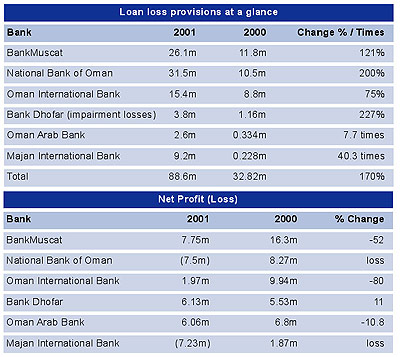 Loan loss provisions at a glance
Bank 2001 2000 Change % / Times
BankMuscat 26.1m 11.8m 121%
National Bank of Oman 31.5m 10.5m 200%
Oman International Bank 15.4m 8.8m 75%
Bank Dhofar (impairment losses) 3.8m 1.16m 227%
Oman Arab Bank 2.6m 0.334m 7.7 times
Majan International Bank 9.2m 0.228m 40.3 times
Total 88.6m 32.82m 170%
Net Profit (Loss)
Bank 2001 2000 % Change
BankMuscat 7.75m 16.3m -52
National Bank of Oman (7.5m) 8.27m loss
Oman International Bank 1.97m 9.94m -80
Bank Dhofar 6.13m 5.53m 11
Oman Arab Bank 6.06m 6.8m -10.8
Majan International Bank (7.23m) 1.87m loss